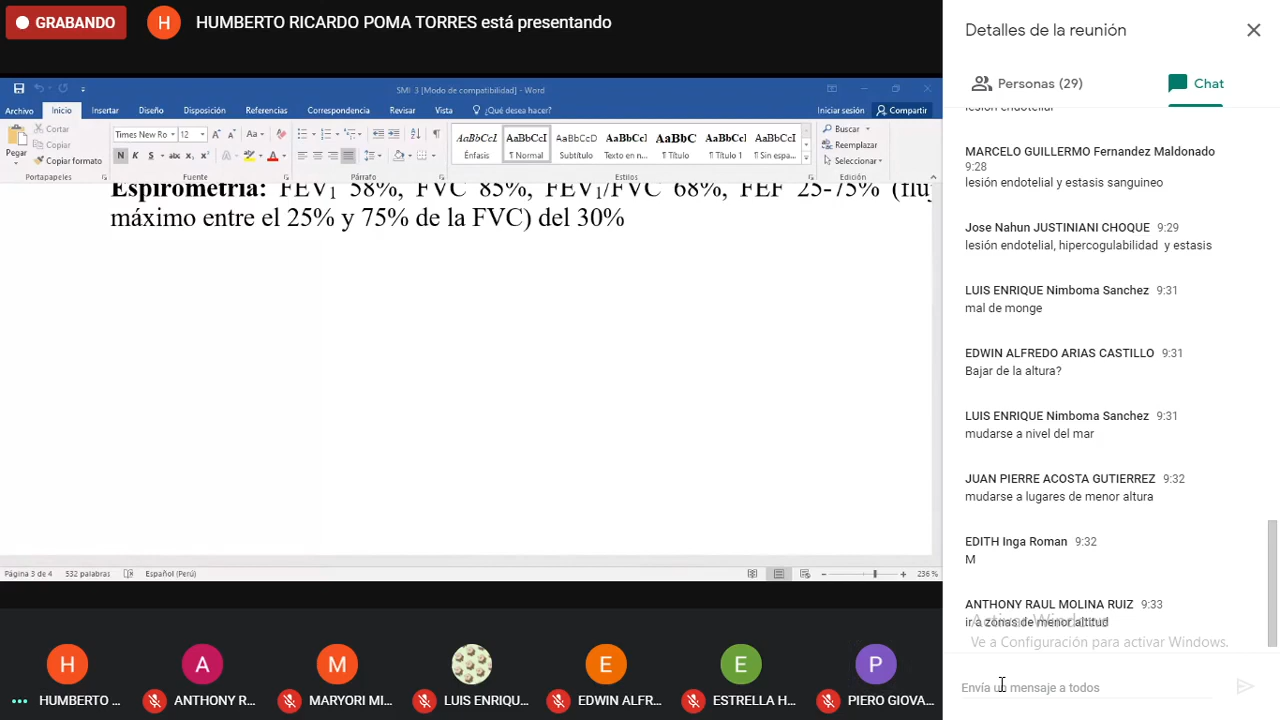 GRABANDO
H
HUMBERTO RICARDO POMA TORRES está presentando
SMI 3 [Modo de compatibilidad] - Word
Archivo Inicio Insertar Diseño Disposición Referencias Correspondencia Revisar Vista ¿Qué desea hacer? Iniciar sesión Compartir
Pegar
Cortar
Copiar
Copiar formato
Portapapeles
Times New Ro 12
N K S abc x₂ x²
Fuente
Párrafo
AaBbCcI AaBbCcI AaBbCcD AaBbCcI AaBbC AaBbCcI AaBbCcI
Énfasis ¶ Normal Subtítulo Texto en n... ¶ Título ¶ Título 1 ¶ Sin espa...
Estilos
Buscar
Reemplazar
Seleccionar
Edición
Espirometría: FEV₁ 58%, FVC 85%, FEV₁/FVC 68%, FEF 25-75% (fluj
máximo entre el 25% y 75% de la FVC) del 30%
Página 3 de 4 532 palabras Español (Perú) 236 %
H A M E E P
HUMBERTO ... ANTHONY R... MARYORI MI... LUIS ENRIQU... EDWIN ALFR... ESTRELLA H... PIERO GIOVA...
Detalles de la reunión
Personas (29) Chat
lesión endotelial
MARCELO GUILLERMO Fernandez Maldonado
9:28
lesión endotelial y estasis sanguineo
Jose Nahun JUSTINIANI CHOQUE 9:29
lesión endotelial, hipercogulabilidad y estasis
LUIS ENRIQUE Nimboma Sanchez 9:31
mal de monge
EDWIN ALFREDO ARIAS CASTILLO 9:31
Bajar de la altura?
LUIS ENRIQUE Nimboma Sanchez 9:31
mudarse a nivel del mar
JUAN PIERRE ACOSTA GUTIERREZ 9:32
mudarse a lugares de menor altura
EDITH Inga Roman 9:32
M
ANTHONY RAUL MOLINA RUIZ 9:33
ir a zonas de menor altitud
Activar Windows
Ve a Configuración para activar Windows.
Envía un mensaje a todos